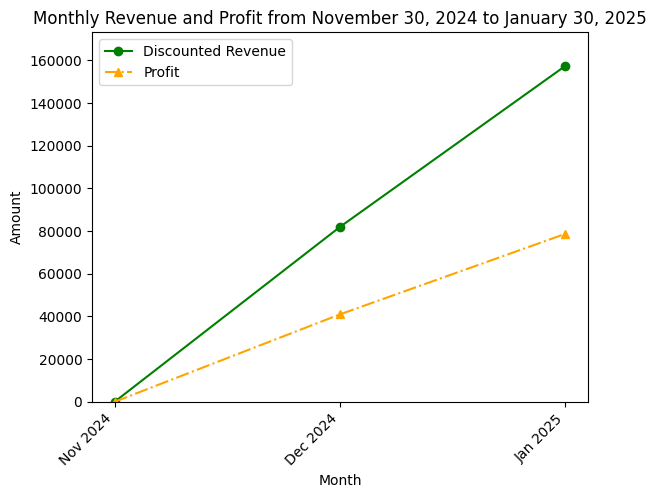 Monthly Revenue and Profit from November 30, 2024 to January 30, 2025
Discounted Revenue
Profit
160000
140000
120000
100000
80000
60000
40000
20000
0
Amount
Nov 2024
Dec 2024
Jan 2025
Month